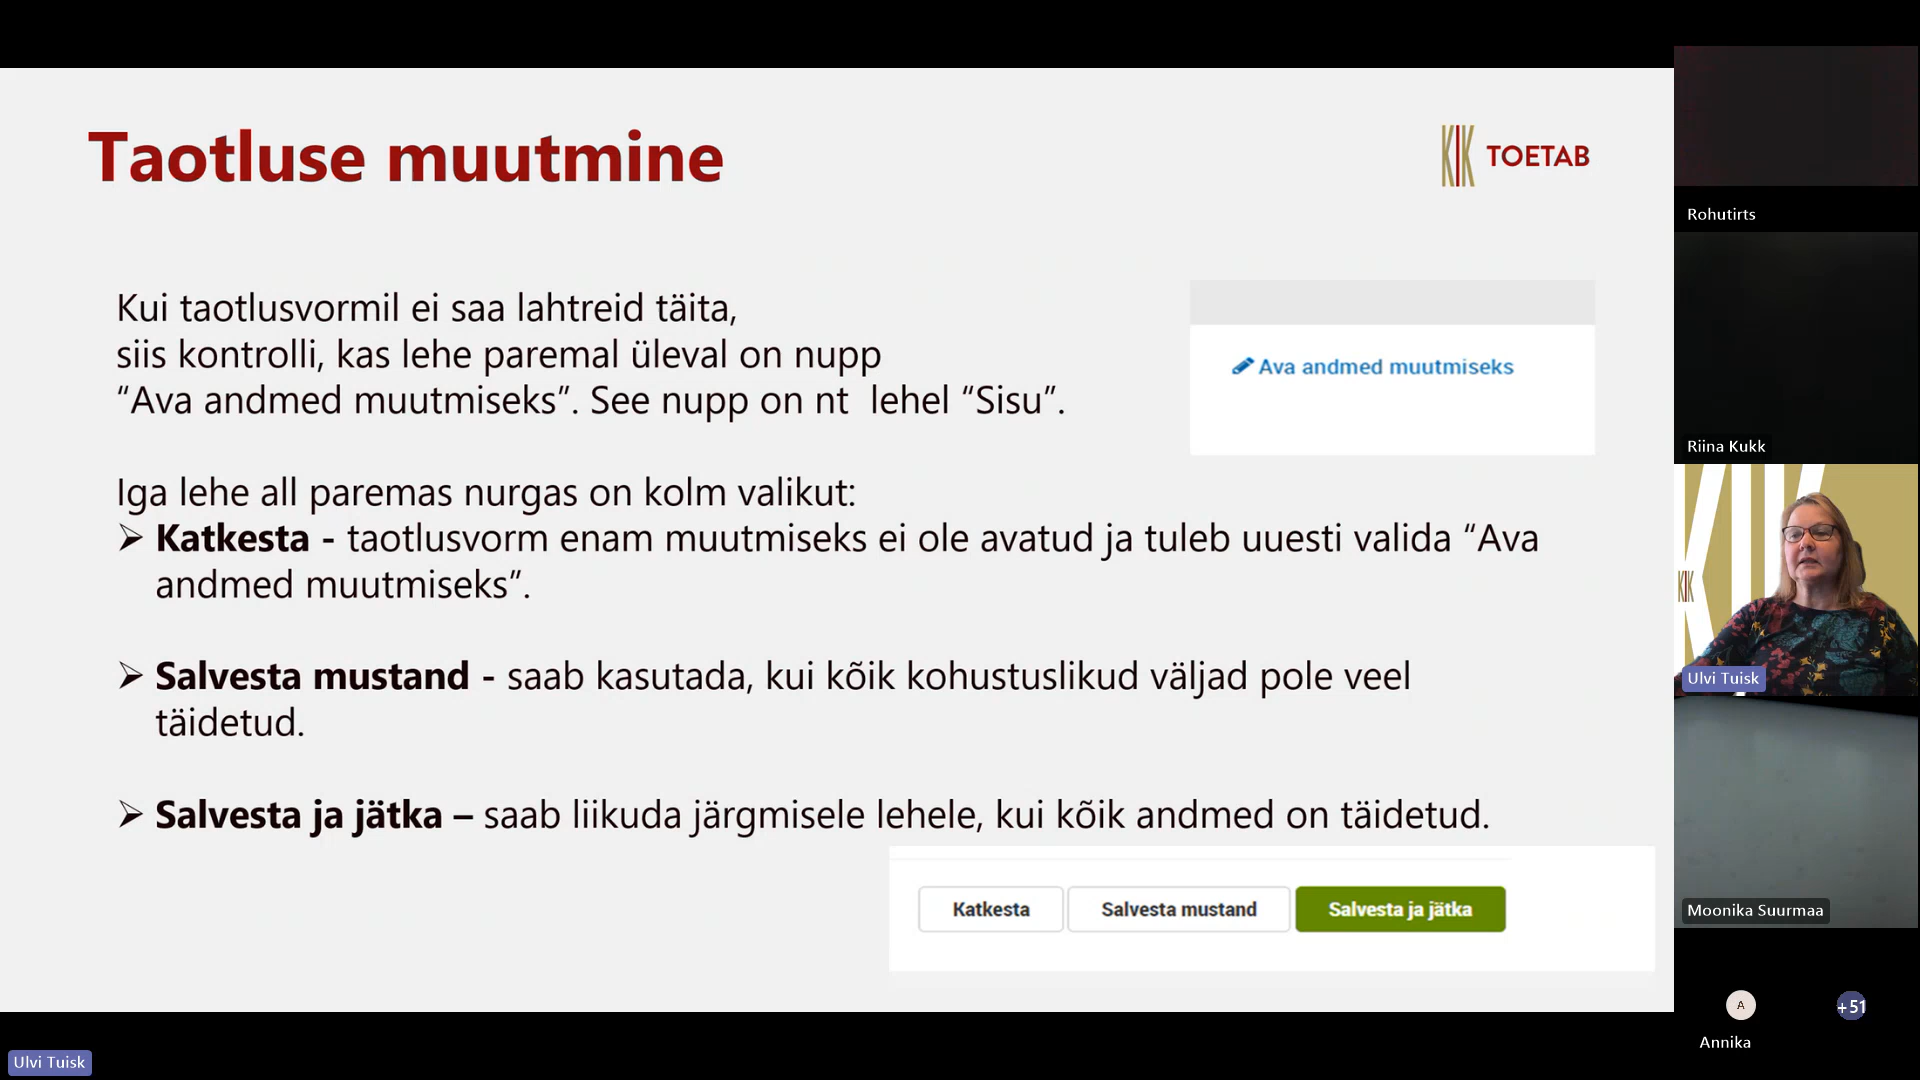 Taotluse muutmine
KIK TOETAB
Kui taotlusvormil ei saa lahtreid täita,
siis kontrolli, kas lehe paremal üleval on nupp
“Ava andmed muutmiseks”. See nupp on nt lehel “Sisu”.
Ava andmed muutmiseks
Iga lehe all paremas nurgas on kolm valikut:
➢ Katkesta - taotlusvorm enam muutmiseks ei ole avatud ja tuleb uuesti valida “Ava
andmed muutmiseks”.
➢ Salvesta mustand - saab kasutada, kui kõik kohustuslikud väljad pole veel
täidetud.
➢ Salvesta ja jätka – saab liikuda järgmisele lehele, kui kõik andmed on täidetud.
Katkesta
Salvesta mustand
Salvesta ja jätka
Rohutirts
Riina Kukk
KIK
KIK
Ulvi Tuisk
Moonika Suurmaa
A
+51
Annika
Ulvi Tuisk